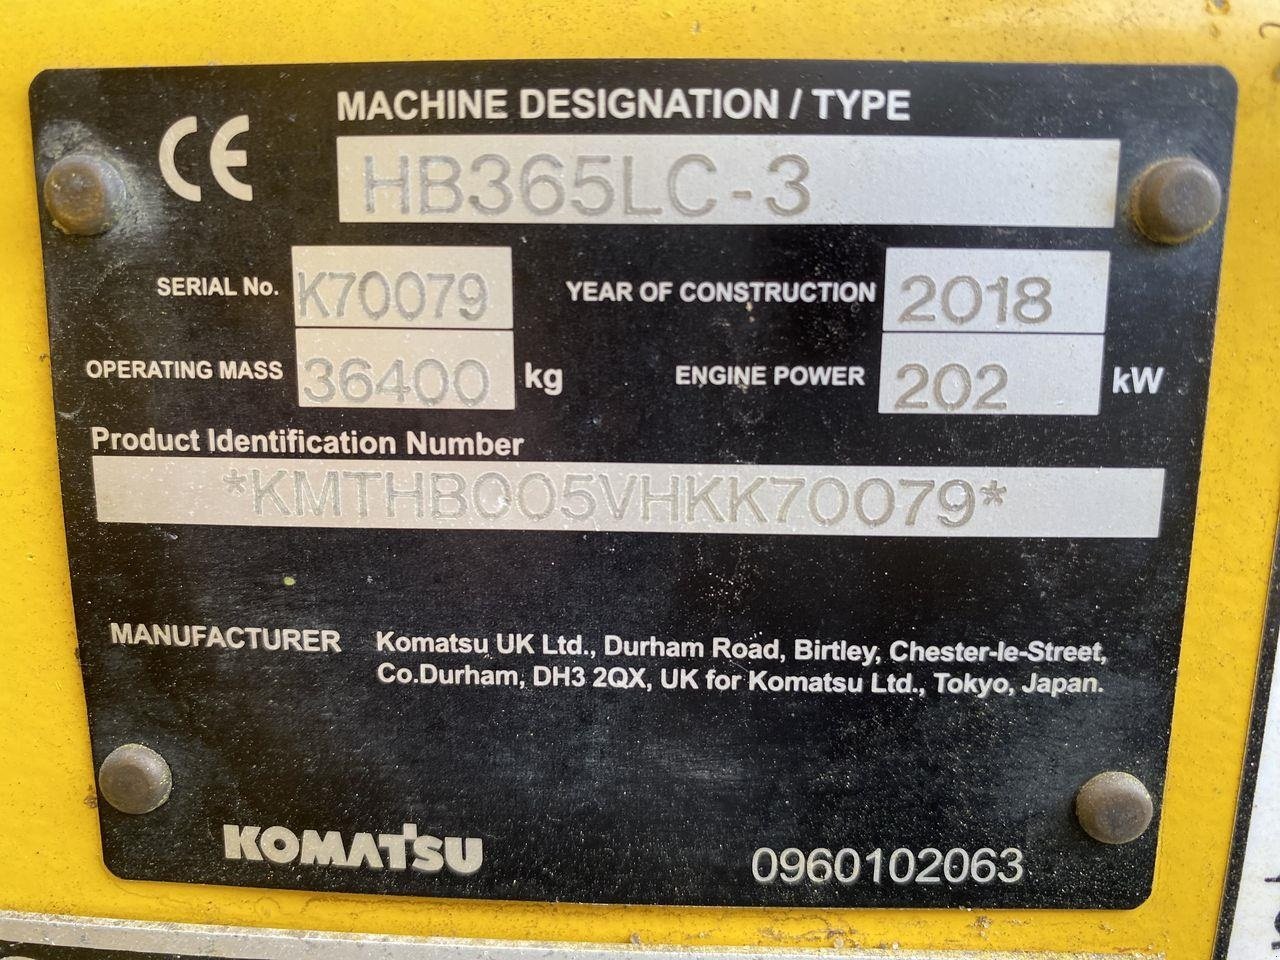 CE
MACHINE DESIGNATION / TYPE
HB365LC-3
SERIAL No. K70079 YEAR OF CONSTRUCTION 2018
OPERATING MASS 36400 kg ENGINE POWER 202 kW
Product Identification Number
*KMTHB005VHKK70079*
MANUFACTURER Komatsu UK Ltd., Durham Road, Birtley, Chester-le-Street,
Co.Durham, DH3 2QX, UK for Komatsu Ltd., Tokyo, Japan.
KOMATSU 0960102063